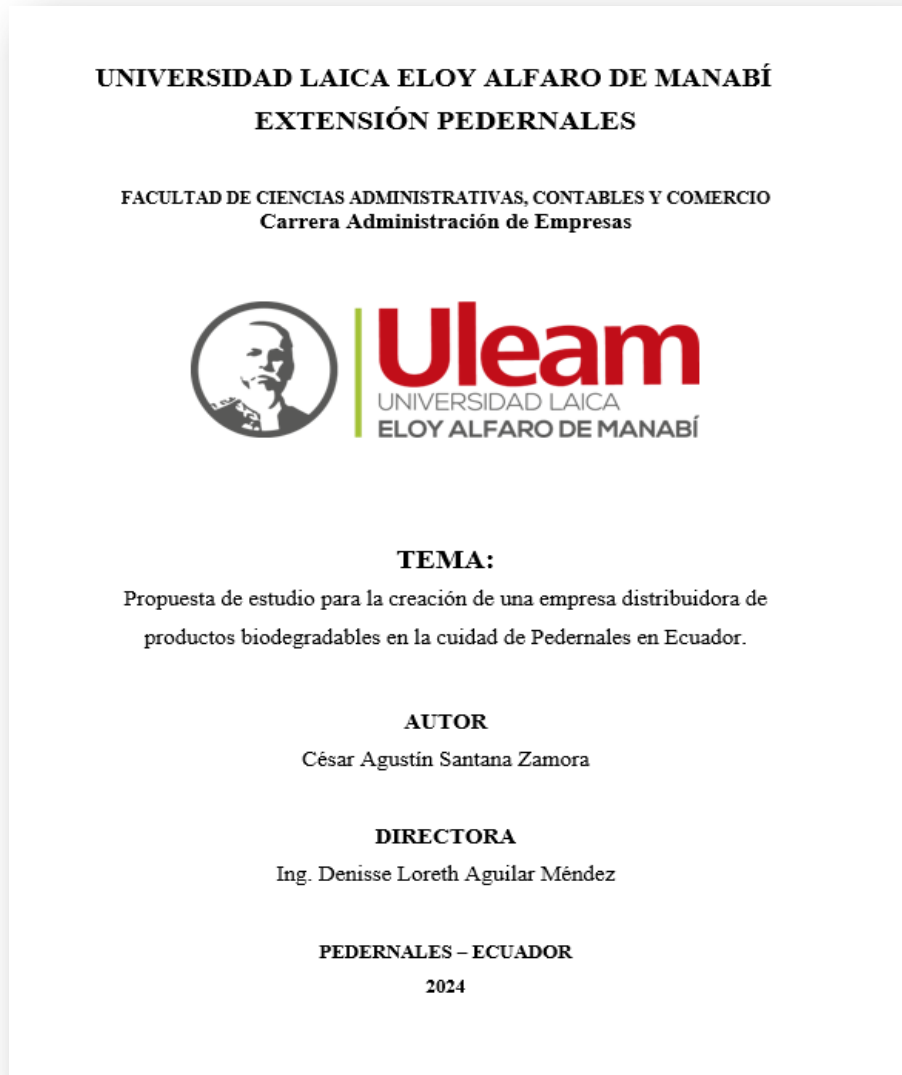 UNIVERSIDAD LAICA ELOY ALFARO DE MANABÍ
EXTENSIÓN PEDERNALES
FACULTAD DE CIENCIAS ADMINISTRATIVAS, CONTABLES Y COMERCIO
Carrera Administración de Empresas
Uleam
UNIVERSIDAD LAICA
ELOY ALFARO DE MANABÍ
TEMA:
Propuesta de estudio para la creación de una empresa distribuidora de
productos biodegradables en la cuidad de Pedernales en Ecuador.
AUTOR
César Agustín Santana Zamora
DIRECTORA
Ing. Denisse Loreth Aguilar Méndez
PEDERNALES – ECUADOR
2024